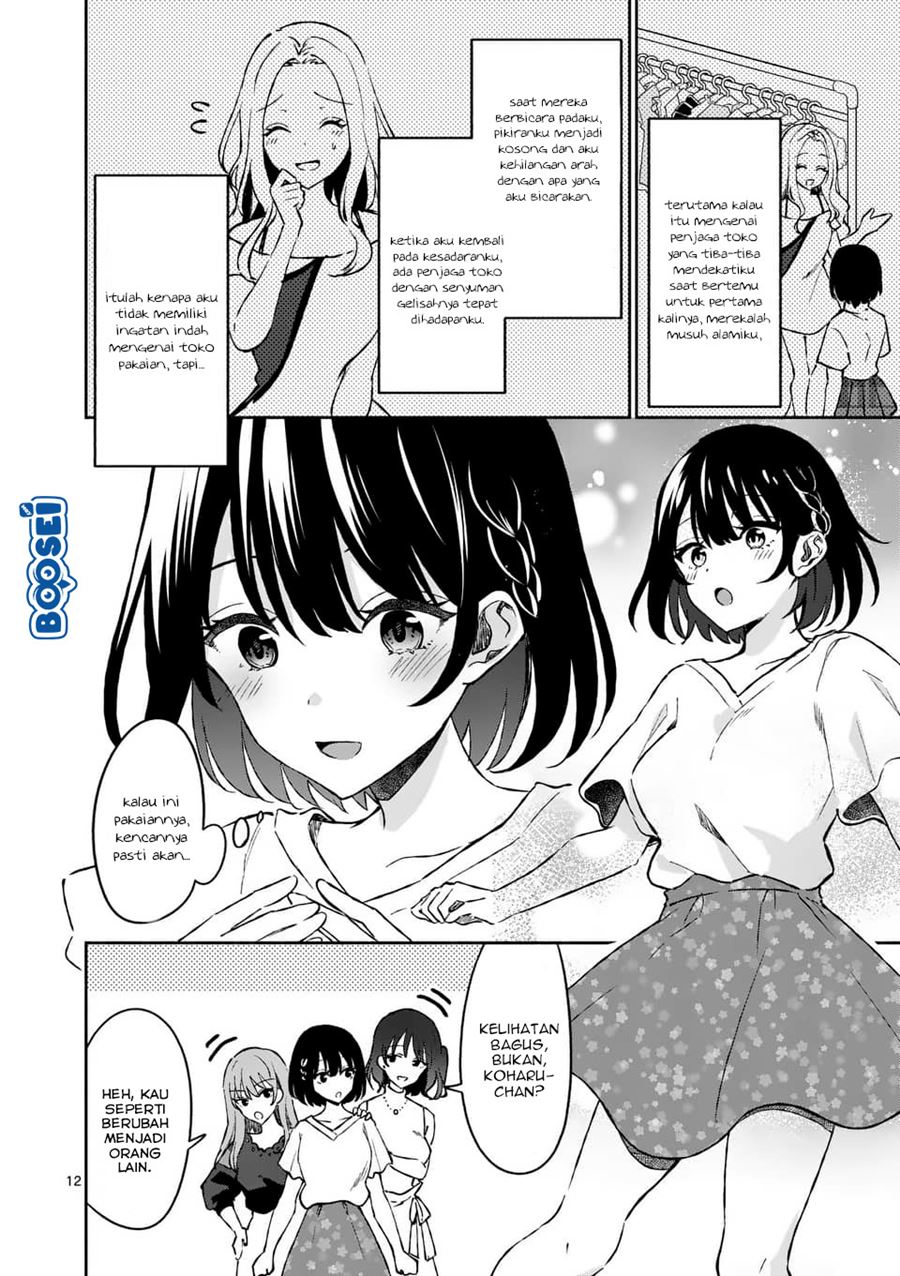 terutama kalau
itu mengenai
penjaga toko
yang tiba-tiba
mendekatiku
saat bertemu
untuk pertama
kalinya, merekalah
musuh alamiku,
saat mereka
berbicara padaku,
pikiranku menjadi
kosong dan aku
kehilangan arah
dengan apa yang
aku bicarakan.
ketika aku kembali
pada kesadaranku,
ada penjaga toko
dengan senyuman
gelisahnya tepat
dihadapanku.
itulah kenapa aku
tidak memiliki
ingatan indah
mengenai toko
pakaian, tapi...
kalau ini
pakaiannya,
kencannya
pasti akan...
KELIHATAN
BAGUS,
BUKAN,
KOHARU-
CHAN?
HEH, KAU
SEPERTI
BERUBAH
MENJADI
ORANG
LAIN.
12
BOOSEI